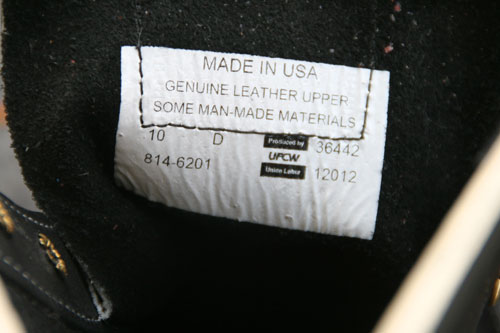 MADE IN USA
GENUINE LEATHER UPPER
SOME MAN-MADE MATERIALS
10 D Produced by 36442
814-6201 UFCW
Union Labor 12012